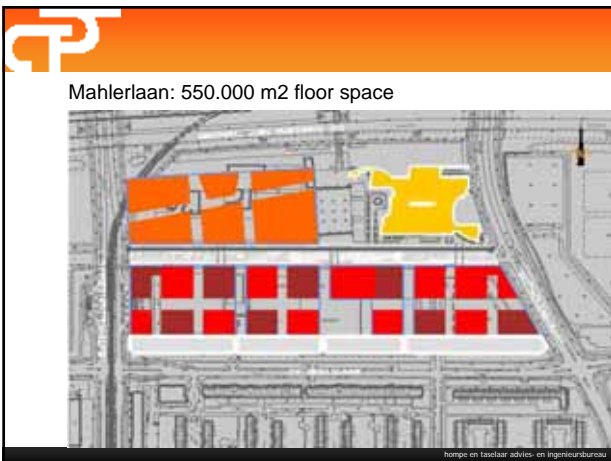 Mahlerlaan: 550.000 m2 floor space
hompe en taselaar advies- en ingenieursbureau